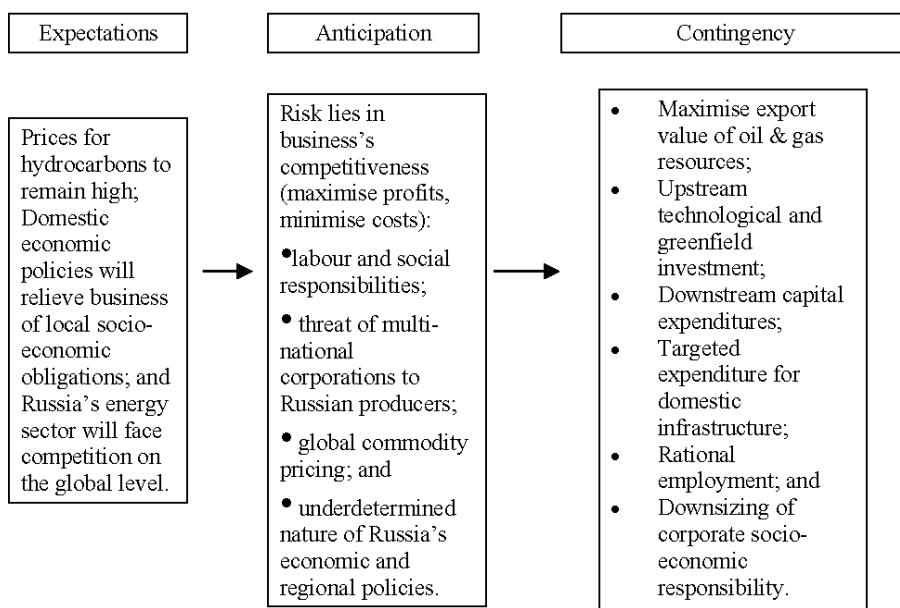 Expectations
Anticipation
Contingency
Prices for
hydrocarbons to
remain high;
Domestic
economic
policies will
relieve business
of local socio-
economic
obligations; and
Russia's energy
sector will face
competition on
the global level.
Risk lies in
business's
competitiveness
(maximise profits,
minimise costs):
•labour and social
responsibilities;
• threat of multi-
national
corporations to
Russian producers;
• global commodity
pricing; and
• underdetermined
nature of Russia's
economic and
regional policies.
• Maximise export
value of oil & gas
resources;
• Upstream
technological and
greenfield
investment;
• Downstream capital
expenditures;
• Targeted
expenditure for
domestic
infrastructure;
• Rational
employment; and
• Downsizing of
corporate socio-
economic
responsibility.